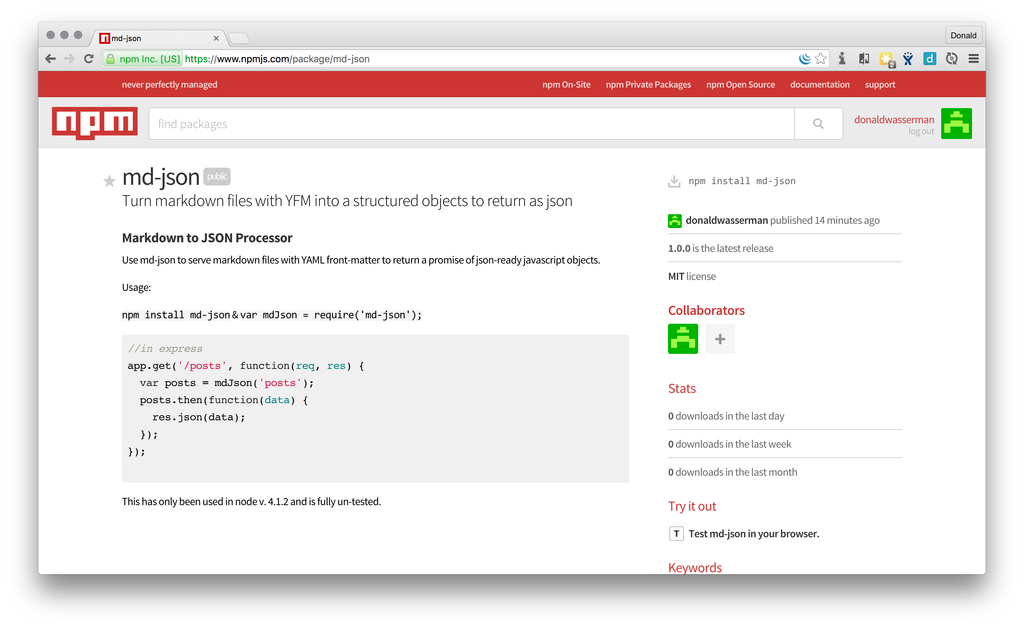 md-json
Donald
npm Inc. [US] https://www.npmjs.com/package/md-json
never perfectly managed
npm On-Site npm Private Packages npm Open Source documentation support
npm
find packages
donaldwasserman
log out
md-json public
Turn markdown files with YFM into a structured objects to return as json
Markdown to JSON Processor
Use md-json to serve markdown files with YAML front-matter to return a promise of json-ready javascript objects.
Usage:
npm install md-json & var mdJson = require('md-json');
//in express
app.get('/posts', function(req, res) {
var posts = mdJson('posts');
posts.then(function(data) {
res.json(data);
});
});
This has only been used in node v. 4.1.2 and is fully un-tested.
npm install md-json
donaldwasserman published 14 minutes ago
1.0.0 is the latest release
MIT license
Collaborators
+
Stats
0 downloads in the last day
0 downloads in the last week
0 downloads in the last month
Try it out
T Test md-json in your browser.
Keywords